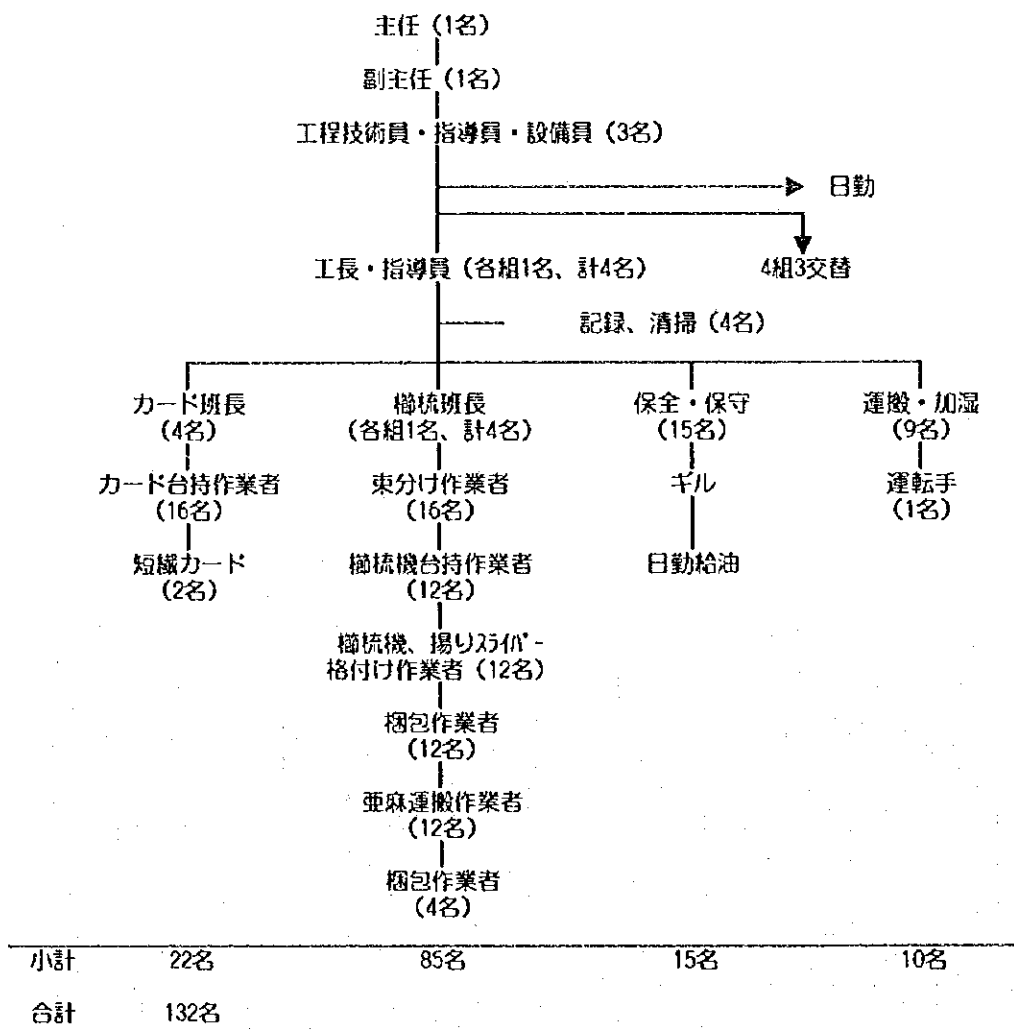 主任（1名）
副主任（1名）
工程技術員・指導員・設備員（3名）
日勤
工長・指導員（各組1名、計4名）
4組3交替
記録、清掃（4名）
カード班長
（4名）
櫛梳班長
（各組1名、計4名）
保全・保守
（15名）
運搬・加湿
（9名）
カード台持作業者
（16名）
束分け作業者
（16名）
ギル
運転手
（1名）
短繊カード
（2名）
櫛梳機台持作業者
（12名）
日勤給油
櫛梳機、揚りスライバー
格付け作業者（12名）
梱包作業者
（12名）
亜麻運搬作業者
（12名）
梱包作業者
（4名）
小計 22名 85名 15名 10名
合計 132名